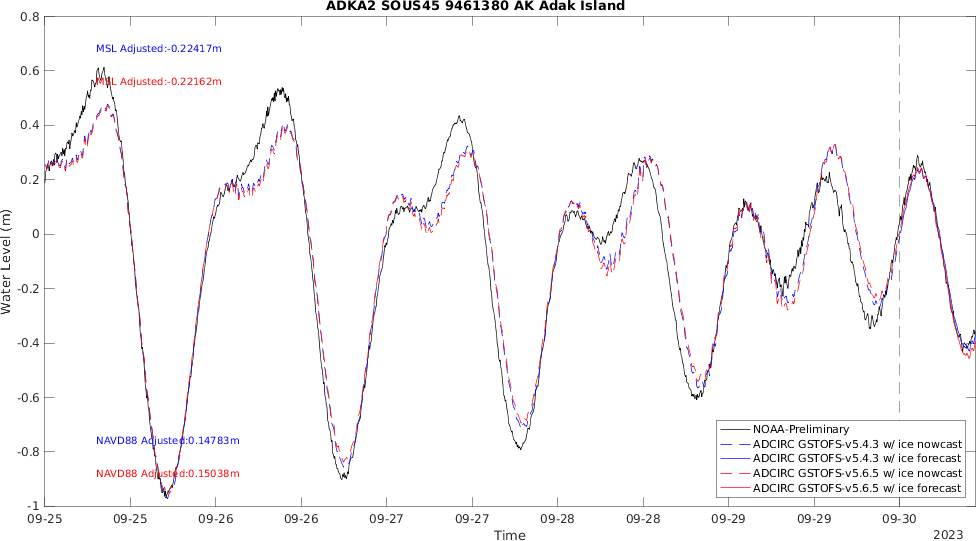 ADKA2 SOUS45 9461380 AK Adak Island
0.8
0.6
0.4
0.2
0
-0.2
-0.4
-0.6
-0.8
-1
Water Level (m)
MSL Adjusted:-0.22417m
MSL Adjusted:-0.22162m
NAVD88 Adjusted:0.14783m
NAVD88 Adjusted:0.15038m
NOAA-Preliminary
ADCIRC GSTOFS-v5.4.3 w/ ice nowcast
ADCIRC GSTOFS-v5.4.3 w/ ice forecast
ADCIRC GSTOFS-v5.6.5 w/ ice nowcast
ADCIRC GSTOFS-v5.6.5 w/ ice forecast
09-25 09-25 09-26 09-26 09-27 09-27 09-28 09-28 09-29 09-29 09-30
Time
2023